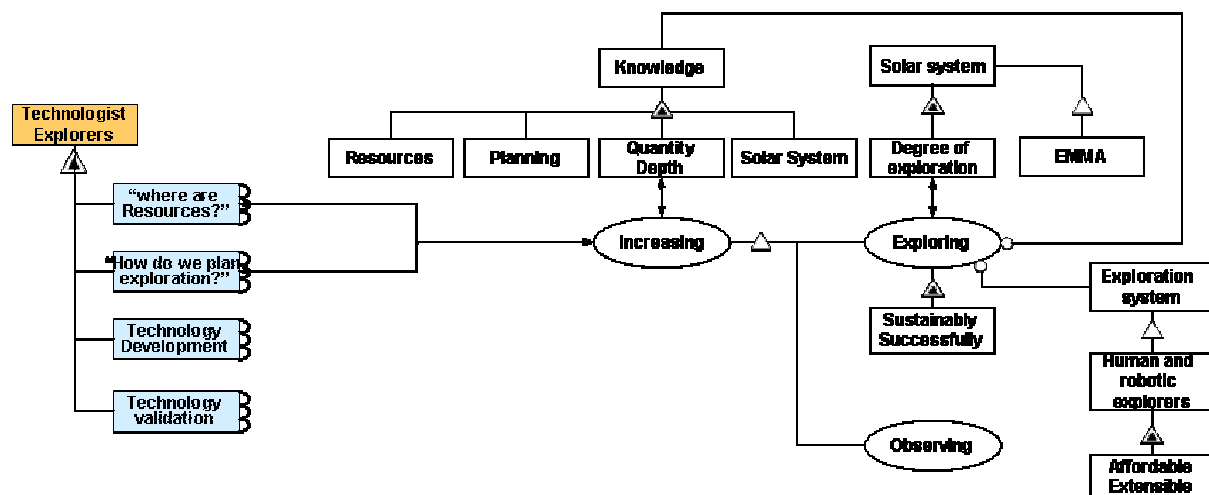 Knowledge
Solar system
Technologist
Explorers
Resources
Planning
Quantity
Depth
Solar System
Degree of
exploration
EMMA
“where are
Resources?”
Increasing
Exploring
“How do we plan
exploration?”
Exploration
system
Technology
Development
Sustainably
Successfully
Human and
robotic
explorers
Technology
validation
Observing
Affordable
Extensible